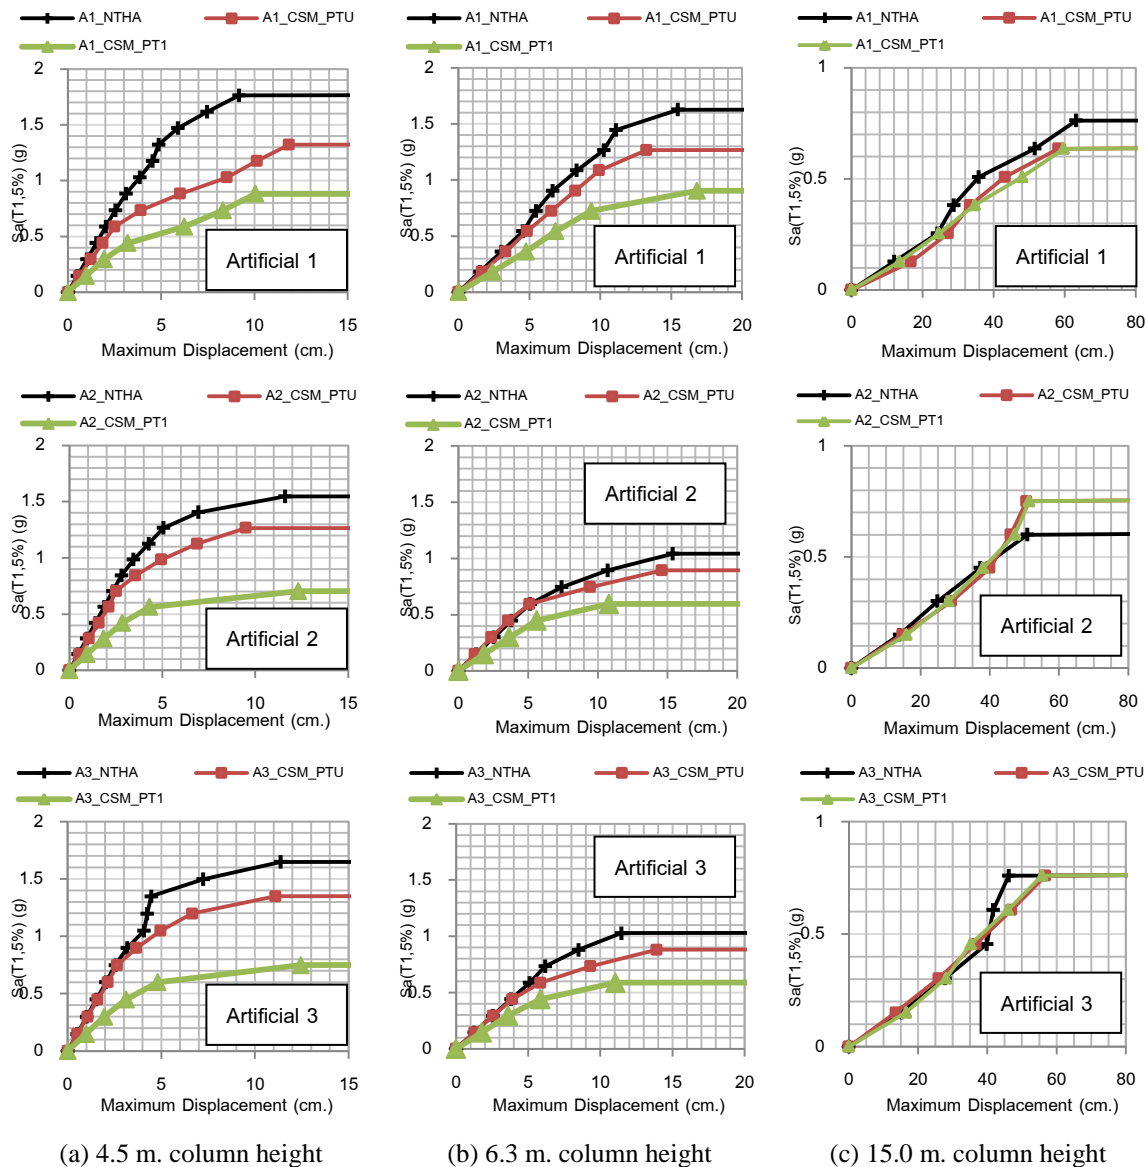 A1_NTHA A1_CSM_PTU
A1_CSM_PT1
2
1.5
1
0.5
0
Sa(T1,5%) (g)
Artificial 1
0 5 10 15
Maximum Displacement (cm.)
A1_NTHA A1_CSM_PTU
A1_CSM_PT1
2
1.5
1
0.5
0
Sa(T1,5%) (g)
Artificial 1
0 5 10 15 20
Maximum Displacement (cm.)
A1_NTHA A1_CSM_PTU
A1_CSM_PT1
1
0.5
0
Sa(T1,5%) (g)
Artificial 1
0 20 40 60 80
Maximum Displacement (cm.)
A2_NTHA A2_CSM_PTU
A2_CSM_PT1
2
1.5
1
0.5
0
Sa(T1,5%) (g)
Artificial 2
0 5 10 15
Maximum Displacement (cm.)
A2_NTHA A2_CSM_PTU
A2_CSM_PT1
2
1.5
1
0.5
0
Sa(T1,5%) (g)
Artificial 2
0 5 10 15 20
Maximum Displacement (cm.)
A2_NTHA A2_CSM_PTU
A2_CSM_PT1
1
0.5
0
Sa(T1,5%) (g)
Artificial 2
0 20 40 60 80
Maximum Displacement (cm.)
A3_NTHA A3_CSM_PTU
A3_CSM_PT1
2
1.5
1
0.5
0
Sa(T1,5%) (g)
Artificial 3
0 5 10 15
Maximum Displacement (cm.)
A3_NTHA A3_CSM_PTU
A3_CSM_PT1
2
1.5
1
0.5
0
Sa(T1,5%) (g)
Artificial 3
0 5 10 15 20
Maximum Displacement (cm.)
A3_NTHA A3_CSM_PTU
A3_CSM_PT1
1
0.5
0
Sa(T1,5%) (g)
Artificial 3
0 20 40 60 80
Maximum Displacement (cm.)
(a) 4.5 m. column height
(b) 6.3 m. column height
(c) 15.0 m. column height